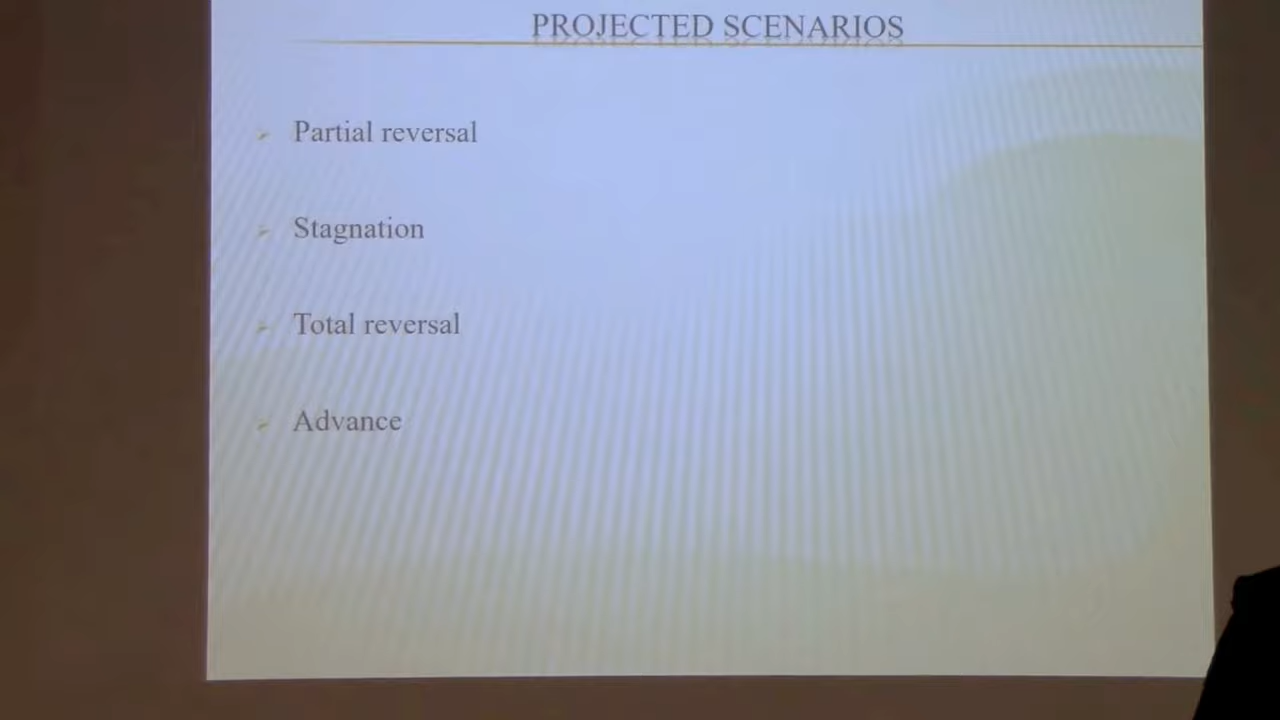 PROJECTED SCENARIOS
Partial reversal
Stagnation
Total reversal
Advance